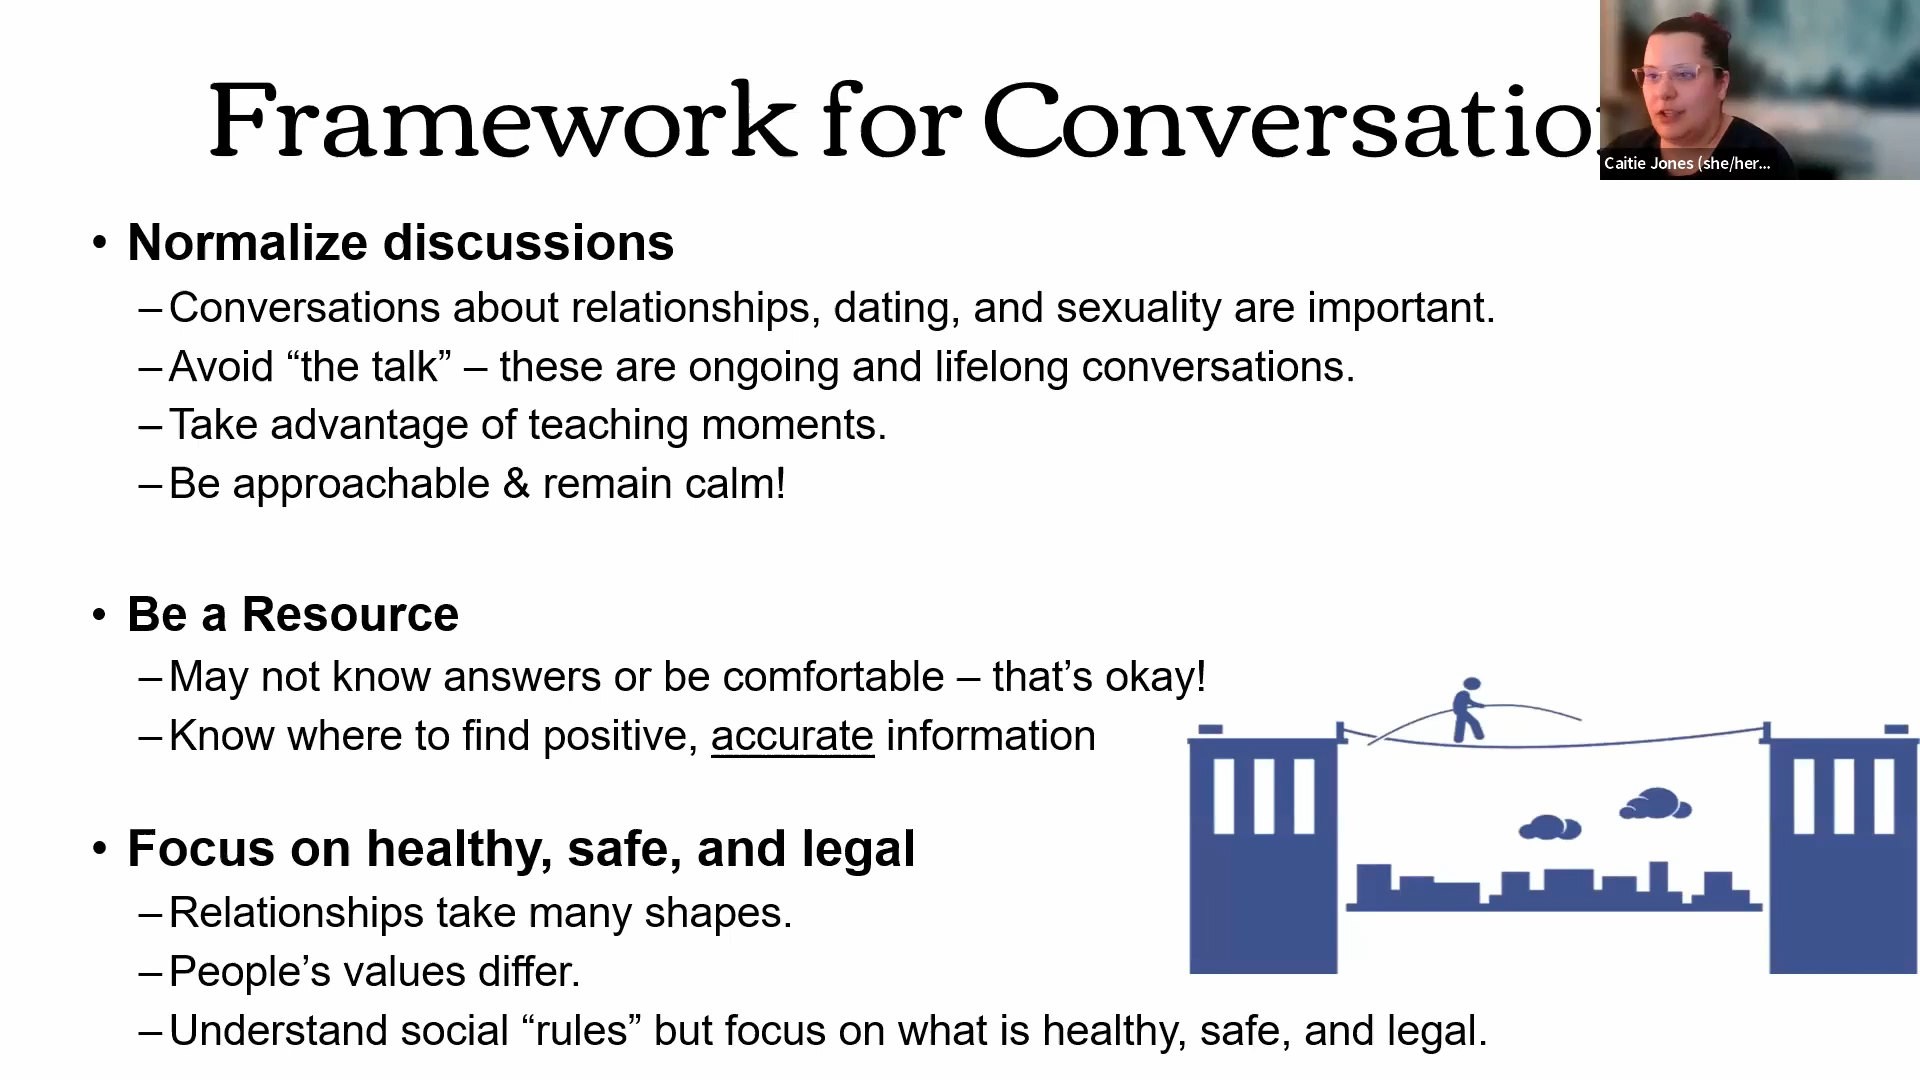 Framework for Conversation
Caitie Jones (she/her...
• Normalize discussions
– Conversations about relationships, dating, and sexuality are important.
– Avoid “the talk” – these are ongoing and lifelong conversations.
– Take advantage of teaching moments.
– Be approachable & remain calm!
• Be a Resource
– May not know answers or be comfortable – that’s okay!
– Know where to find positive, accurate information
• Focus on healthy, safe, and legal
– Relationships take many shapes.
– People’s values differ.
– Understand social “rules” but focus on what is healthy, safe, and legal.